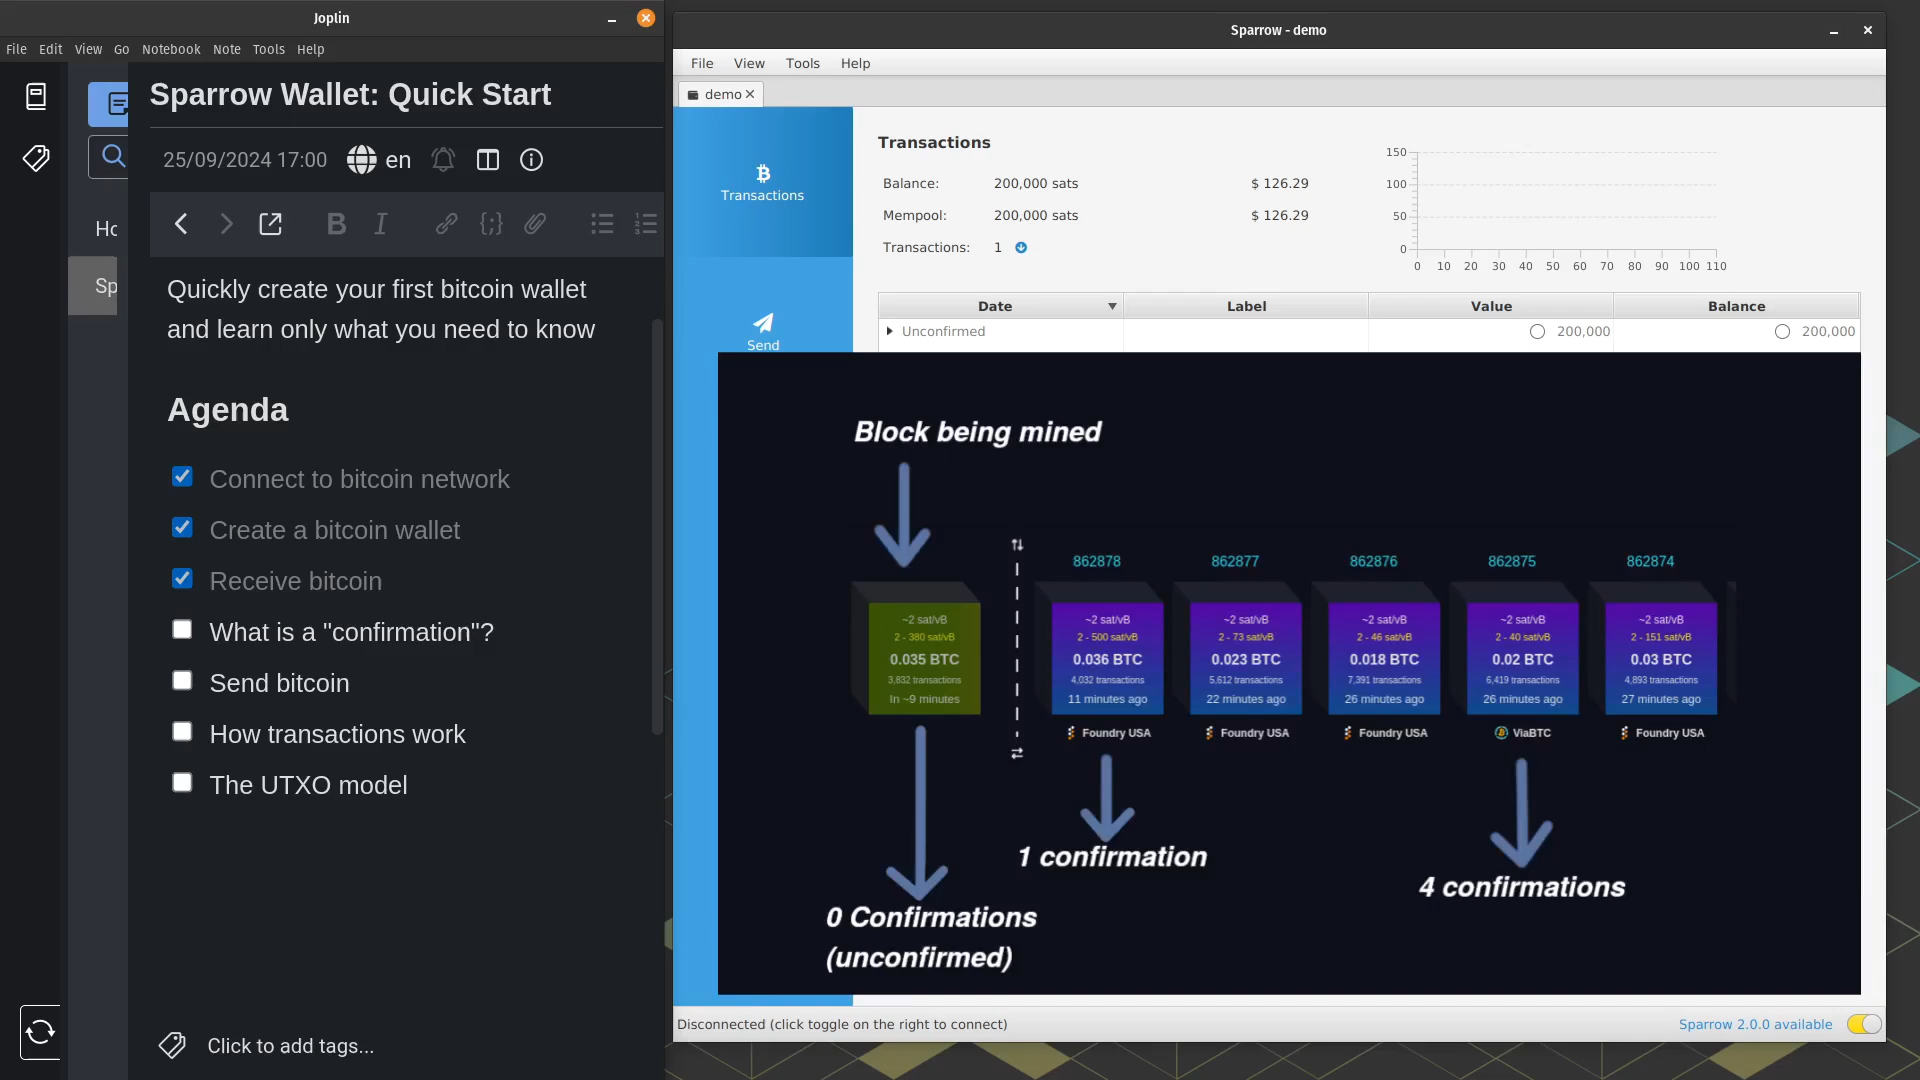 Joplin
File Edit View Go Notebook Note Tools Help
Sparrow Wallet: Quick Start
25/09/2024 17:00 en
Ho
Sp
Quickly create your first bitcoin wallet
and learn only what you need to know
Agenda
Connect to bitcoin network
Create a bitcoin wallet
Receive bitcoin
What is a "confirmation"?
Send bitcoin
How transactions work
The UTXO model
Click to add tags...
Sparrow - demo
File View Tools Help
demo
Transactions
Send
Transactions
Balance: 200,000 sats $ 126.29
Mempool: 200,000 sats $ 126.29
Transactions: 1
150
100
50
0
0 10 20 30 40 50 60 70 80 90 100 110
Date Label Value Balance
Unconfirmed 200,000 200,000
Block being mined
862878 862877 862876 862875 862874
~2 sat/vB ~2 sat/vB ~2 sat/vB ~2 sat/vB ~2 sat/vB ~2 sat/vB
2 - 380 sat/vB 2 - 500 sat/vB 2 - 73 sat/vB 2 - 46 sat/vB 2 - 40 sat/vB 2 - 151 sat/vB
0.035 BTC 0.036 BTC 0.023 BTC 0.018 BTC 0.02 BTC 0.03 BTC
3,832 transactions 4,032 transactions 5,612 transactions 7,391 transactions 6,419 transactions 4,893 transactions
In ~9 minutes 11 minutes ago 22 minutes ago 26 minutes ago 26 minutes ago 27 minutes ago
Foundry USA Foundry USA Foundry USA ViaBTC Foundry USA
1 confirmation
4 confirmations
0 Confirmations
(unconfirmed)
Disconnected (click toggle on the right to connect) Sparrow 2.0.0 available